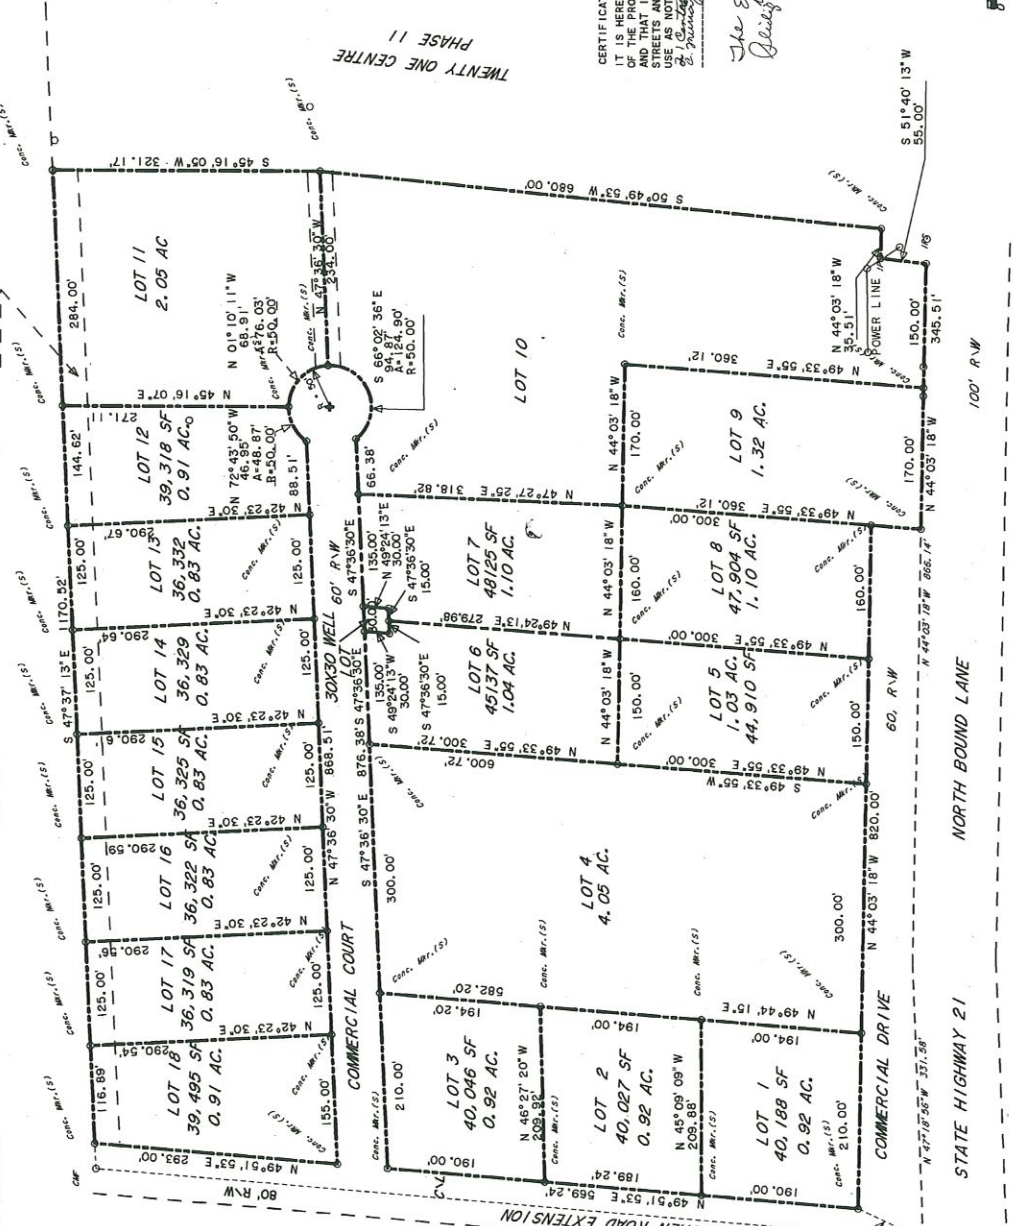 TWENTY ONE CENTRE
PHASE 11
CERTIFICA
IT IS HERE
OF THE PRO
AND THAT I
STREETS AN
USE AS NOT
The E
S 51°40' 13" W
55.00'
Conc. Mkr.(S)
S 45°16' 05" W - 321.17'
S 50°49' 53" W 680.00'
284.00'
LOT 11
2.05 AC
N 47°36' 30" W
234.00'
N 01°10' 11" W
68.91'
A=76.03'
R=50.00'
S 66°02' 36" E
94.87'
A=124.90'
R=50.00'
R = 50'
LOT 10
N 44°03' 18" W
35.51'
POWER LINE
IRS
150.00'
345.51'
100' R\W
N 45°16' 07" E
271.11
144.62'
LOT 12
39,318 SF
0.91 AC.
N 72°43' 50" W
46.95'
A=48.87'
R=50.00'
88.51'
66.38'
N 44°03' 18" W
170.00'
N 49°33' 55" E 360.12'
LOT 9
1.32 AC.
170.00'
N 44°03' 18" W
N 42°23' 30" E
290.67'
N 47°27' 25" E 318.82'
N 49°33' 55" E 360.12'
300.00'
125.00'
LOT 13
36,332
0.83 AC.
125.00'
60' R\W
S 47°36'30"E
135.00'
N 49°24'13"E
30.00'
S 47°36'30"E
15.00'
LOT 7
48125 SF
1.10 AC.
N 44°03' 18" W
160.00'
LOT 8
47,904 SF
1.10 AC.
160.00'
N 44°03'18"W 866.14'
1170.52'
N 42°23' 30" E
290.64'
30X30 WELL
LOT
30.00'
N 49°24'13"E 279.98'
N 49°33' 55" E
300.00'
S 47°37' 13" E
125.00'
LOT 14
36,329
0.83 AC.
125.00'
S 47°36'30"E
135.00'
S 49°24'13"W
30.00'
S 47°36'30"E
15.00'
LOT 6
45137 SF
1.04 AC.
N 44°03' 18" W
150.00'
LOT 5
1.03 AC.
44,910 SF
150.00'
60, R\W
N 42°23' 30" E
290.6
N 49°33' 55" E
300.72'
600.72'
N 49°33' 55" E 300.00'
S 49°33' 55" W
125.00'
LOT 15
36,325 SF
0.83 AC.
868.51'
876.38'
820.00'
NORTH BOUND LANE
N 42°23' 30" E
290.59'
N 47°36' 30" W
S 47°36' 30" E
300.00'
125.00'
LOT 16
36,322 SF
0.83 AC.
125.00'
LOT 4
4.05 AC.
300.00'
N 44°03' 18" W
N 42°23' 30" E
290.56'
125.00'
LOT 17
36,319 SF
0.83 AC.
125.00'
COMMERCIAL COURT
582.20'
194.20'
194.00'
N 49°44' 15" E
194.00'
N 42°23' 30" E
290.54'
116.89'
LOT 18
39,495 SF
0.91 AC.
155.00'
210.00'
LOT 3
40,046 SF
0.92 AC.
N 46°27' 20" W
209.92'
LOT 2
40,027 SF
0.92 AC.
N 45°09' 09" W
209.88'
LOT 1
40,188 SF
0.92 AC.
210.00'
COMMERCIAL DRIVE
N 47°18'56"W 331.58'
STATE HIGHWAY 21
CMF
N 49°51' 53" E
293.00'
80' R\W
C\L
190.00'
189.24'
569.24'
N 49°51' 53" E
190.00'
ROAD EXTENSION